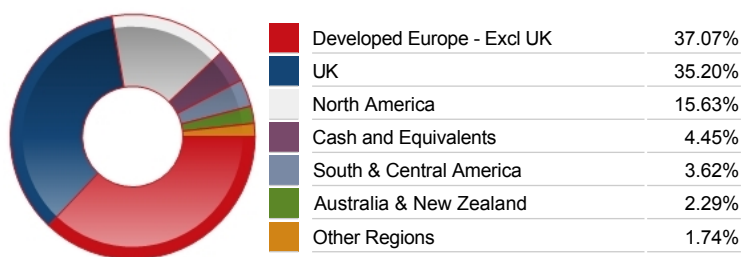 Developed Europe - Excl UK 37.07%
UK 35.20%
North America 15.63%
Cash and Equivalents 4.45%
South & Central America 3.62%
Australia & New Zealand 2.29%
Other Regions 1.74%